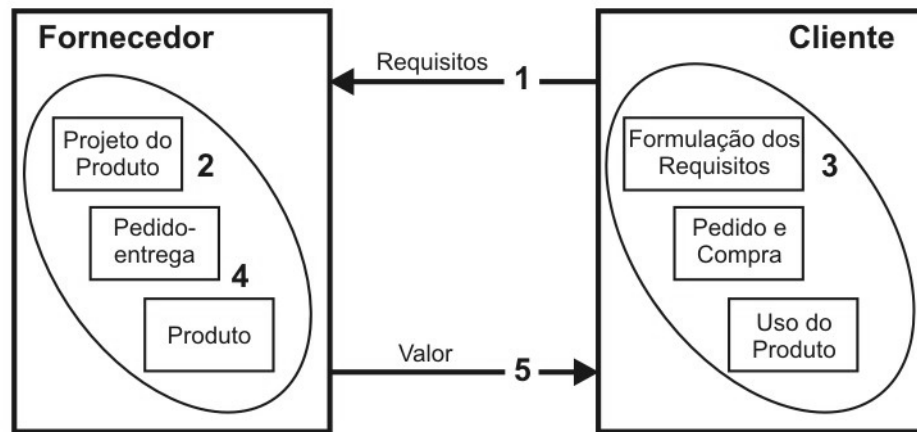 Fornecedor
Projeto do
Produto
2
Pedido-
entrega
4
Produto
Requisitos
1
Valor
5
Cliente
Formulação dos
Requisitos
3
Pedido e
Compra
Uso do
Produto